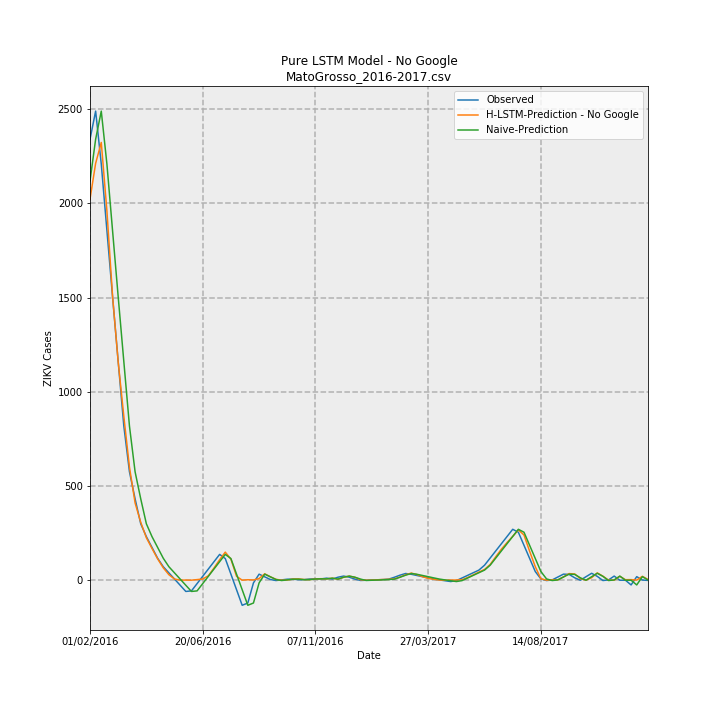 Pure LSTM Model - No Google
MatoGrosso_2016-2017.csv
Observed
H-LSTM-Prediction - No Google
Naive-Prediction
ZIKV Cases
2500
2000
1500
1000
500
0
01/02/2016
20/06/2016
07/11/2016
27/03/2017
14/08/2017
Date